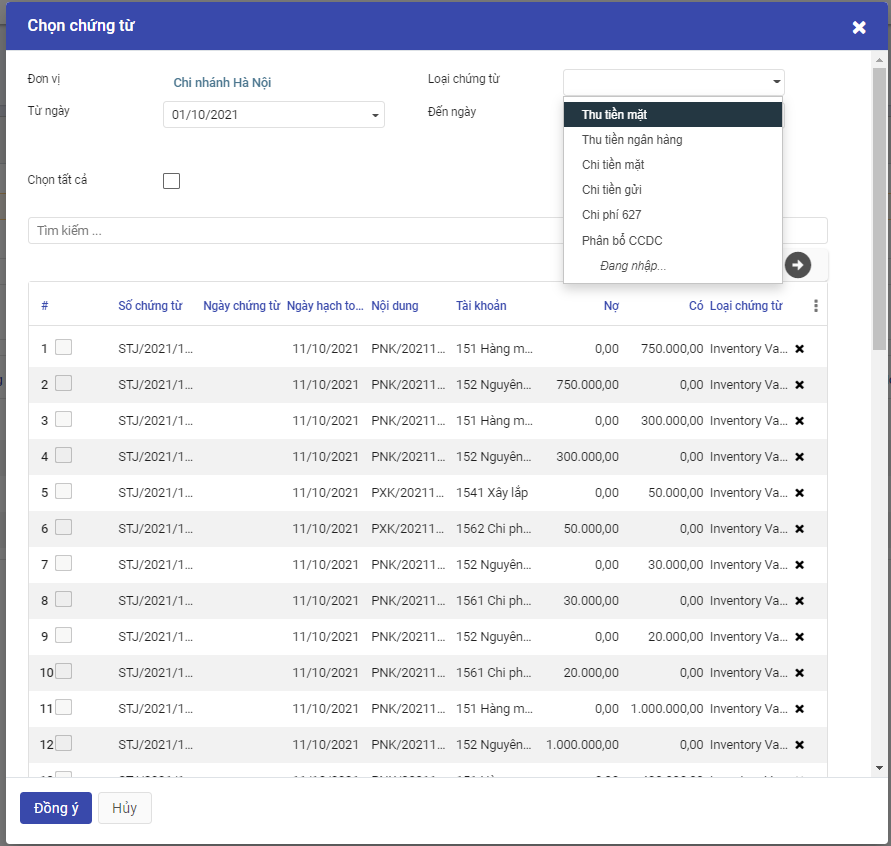 Chọn chứng từ
Đơn vị Chi nhánh Hà Nội Loại chứng từ
Từ ngày 01/10/2021 Đến ngày
Thu tiền mặt
Thu tiền ngân hàng
Chi tiền mặt
Chi tiền gửi
Chi phí 627
Phân bổ CCDC
Đang nhập...
Chọn tất cả
Tìm kiếm ...
# Số chứng từ Ngày chứng từ Ngày hạch to... Nội dung Tài khoản Nợ Có Loại chứng từ
1 STJ/2021/1... 11/10/2021 PNK/20211... 151 Hàng m... 0,00 750.000,00 Inventory Va...
2 STJ/2021/1... 11/10/2021 PNK/20211... 152 Nguyên... 750.000,00 0,00 Inventory Va...
3 STJ/2021/1... 11/10/2021 PNK/20211... 151 Hàng m... 0,00 300.000,00 Inventory Va...
4 STJ/2021/1... 11/10/2021 PNK/20211... 152 Nguyên... 300.000,00 0,00 Inventory Va...
5 STJ/2021/1... 11/10/2021 PXK/20211... 1541 Xây lắp 0,00 50.000,00 Inventory Va...
6 STJ/2021/1... 11/10/2021 PXK/20211... 1562 Chi ph... 50.000,00 0,00 Inventory Va...
7 STJ/2021/1... 11/10/2021 PNK/20211... 152 Nguyên... 0,00 30.000,00 Inventory Va...
8 STJ/2021/1... 11/10/2021 PNK/20211... 1561 Chi ph... 30.000,00 0,00 Inventory Va...
9 STJ/2021/1... 11/10/2021 PNK/20211... 152 Nguyên... 0,00 20.000,00 Inventory Va...
10 STJ/2021/1... 11/10/2021 PNK/20211... 1561 Chi ph... 20.000,00 0,00 Inventory Va...
11 STJ/2021/1... 11/10/2021 PNK/20211... 151 Hàng m... 0,00 1.000.000,00 Inventory Va...
12 STJ/2021/1... 11/10/2021 PNK/20211... 152 Nguyên... 1.000.000,00 0,00 Inventory Va...
Đồng ý Hủy